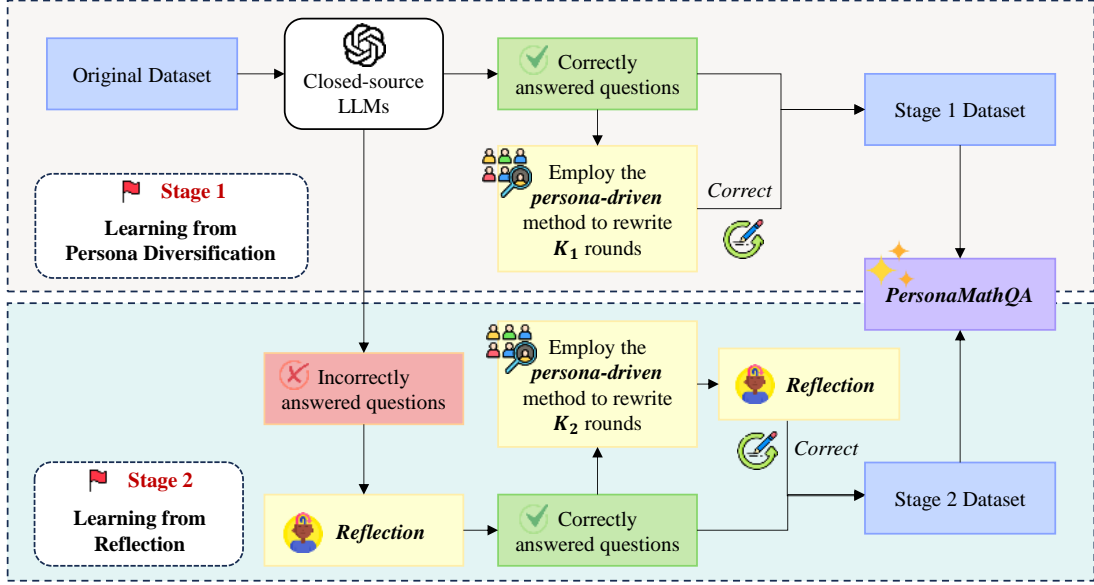 Original Dataset
Closed-source
LLMs
Correctly
answered questions
Stage 1 Dataset
Stage 1
Learning from
Persona Diversification
Employ the
persona-driven
method to rewrite
K₁ rounds
Correct
PersonaMathQA
Incorrectly
answered questions
Employ the
persona-driven
method to rewrite
K₂ rounds
Reflection
Correct
Stage 2
Learning from
Reflection
Reflection
Correctly
answered questions
Stage 2 Dataset